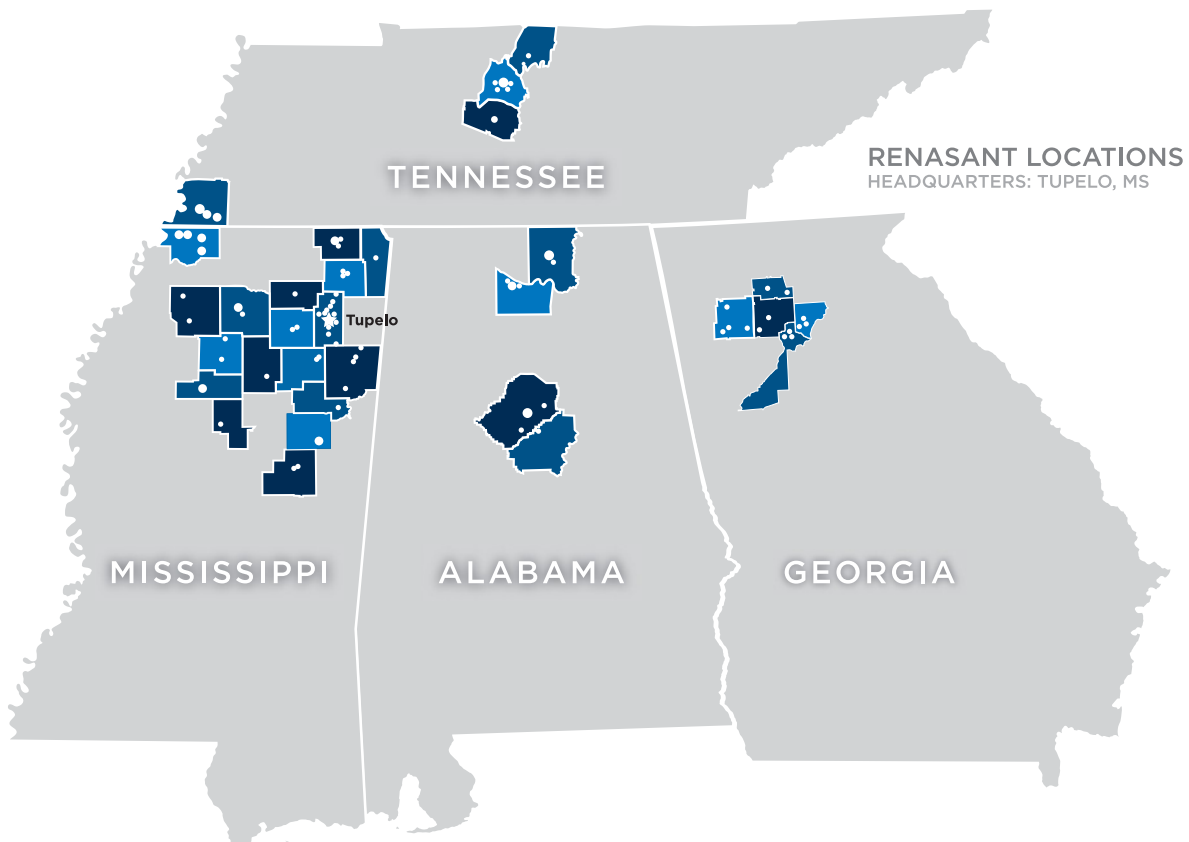 TENNESSEE
RENASANT LOCATIONS
HEADQUARTERS: TUPELO, MS
Tupelo
MISSISSIPPI
ALABAMA
GEORGIA